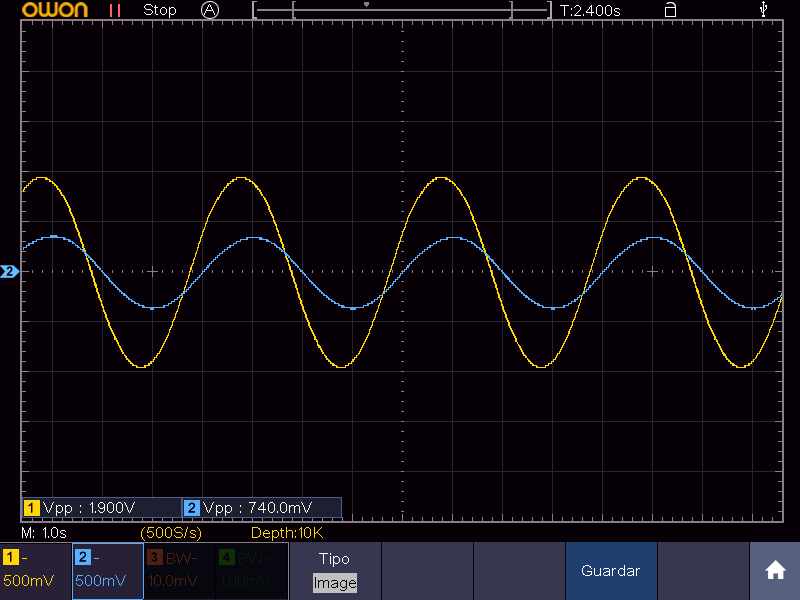 OWON Stop A T:2.400s
2
1 Vpp : 1.900V 2 Vpp : 740.0mV
M: 1.0s (500S/s) Depth:10K
1 - 2 - 3 BW- 4 BW- Tipo
500mV 500mV 10.0mV 1.00mV Image Guardar